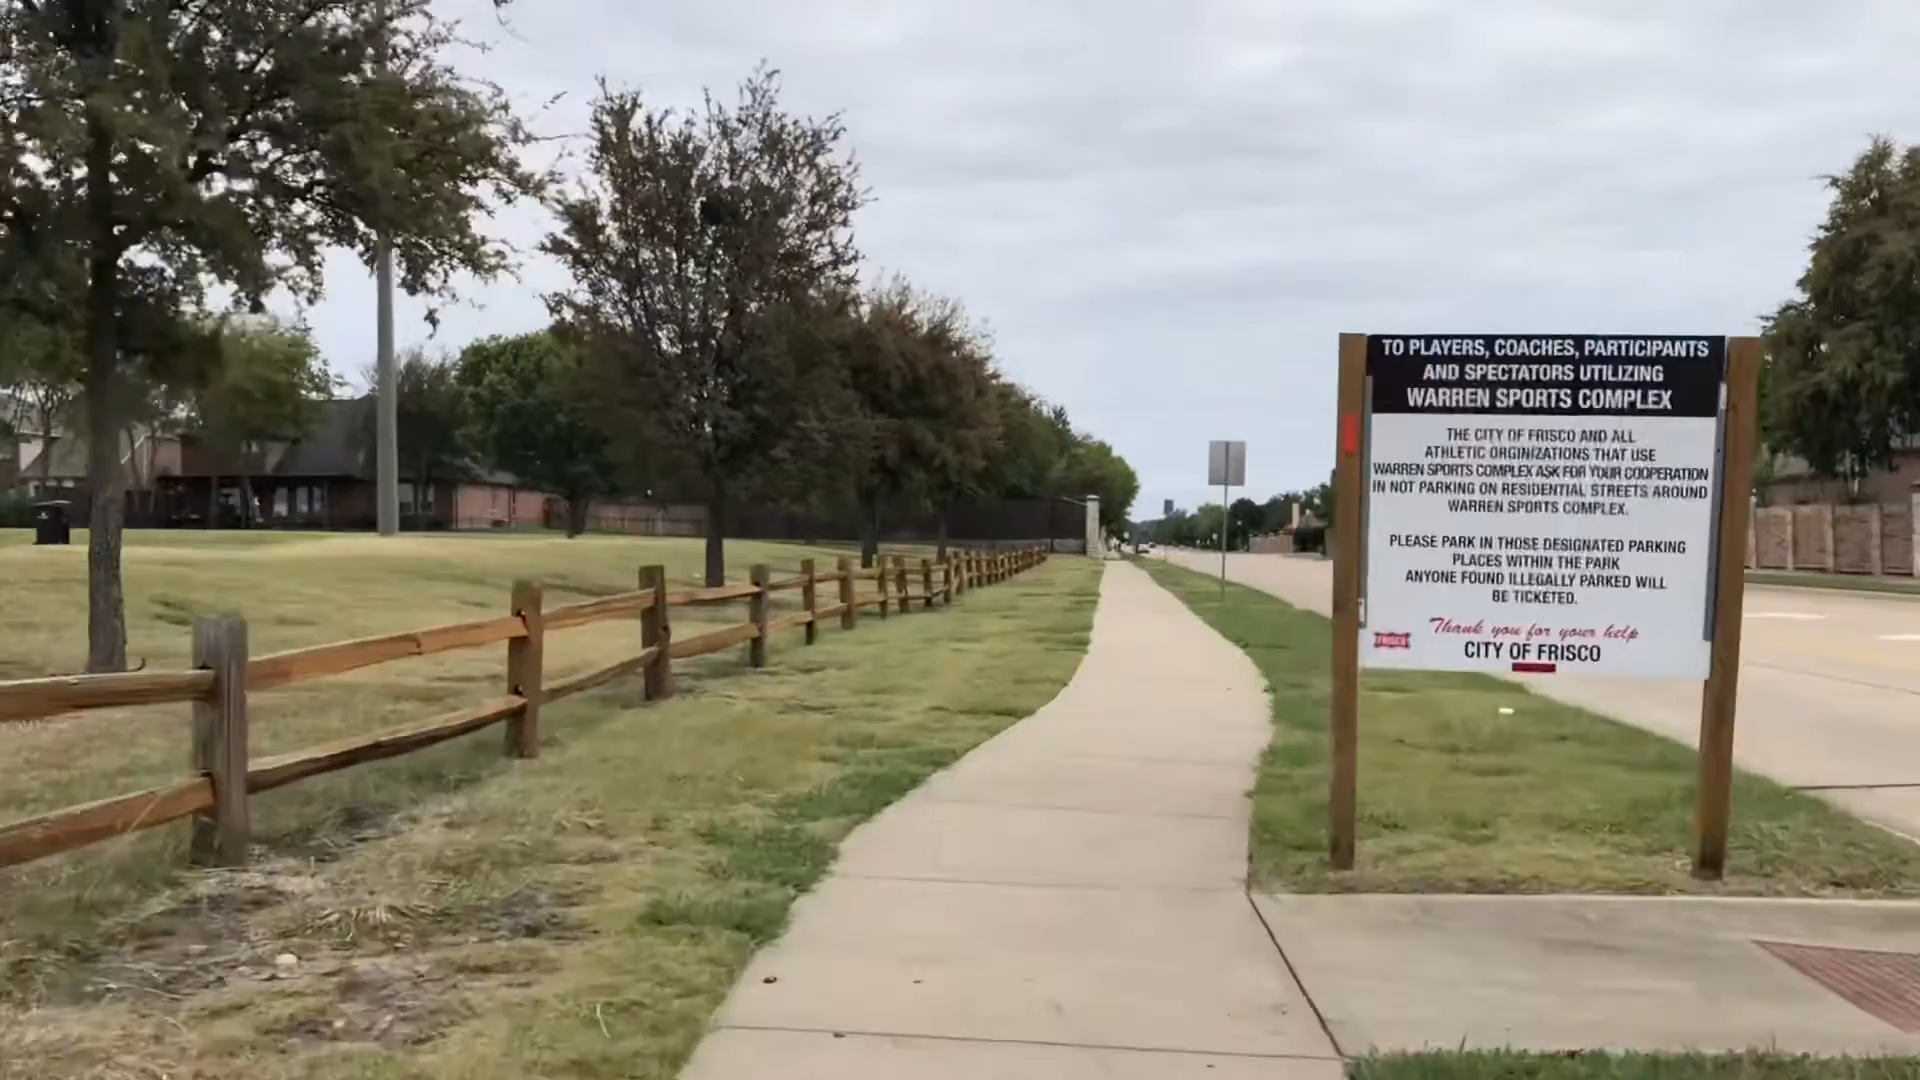 TO PLAYERS, COACHES, PARTICIPANTS
AND SPECTATORS UTILIZING
WARREN SPORTS COMPLEX
THE CITY OF FRISCO AND ALL
ATHLETIC ORGINIZATIONS THAT USE
WARREN SPORTS COMPLEX ASK FOR YOUR COOPERATION
IN NOT PARKING ON RESIDENTIAL STREETS AROUND
WARREN SPORTS COMPLEX.
PLEASE PARK IN THOSE DESIGNATED PARKING
PLACES WITHIN THE PARK
ANYONE FOUND ILLEGALLY PARKED WILL
BE TICKETED.
Thank you for your help
FRISCO
CITY OF FRISCO